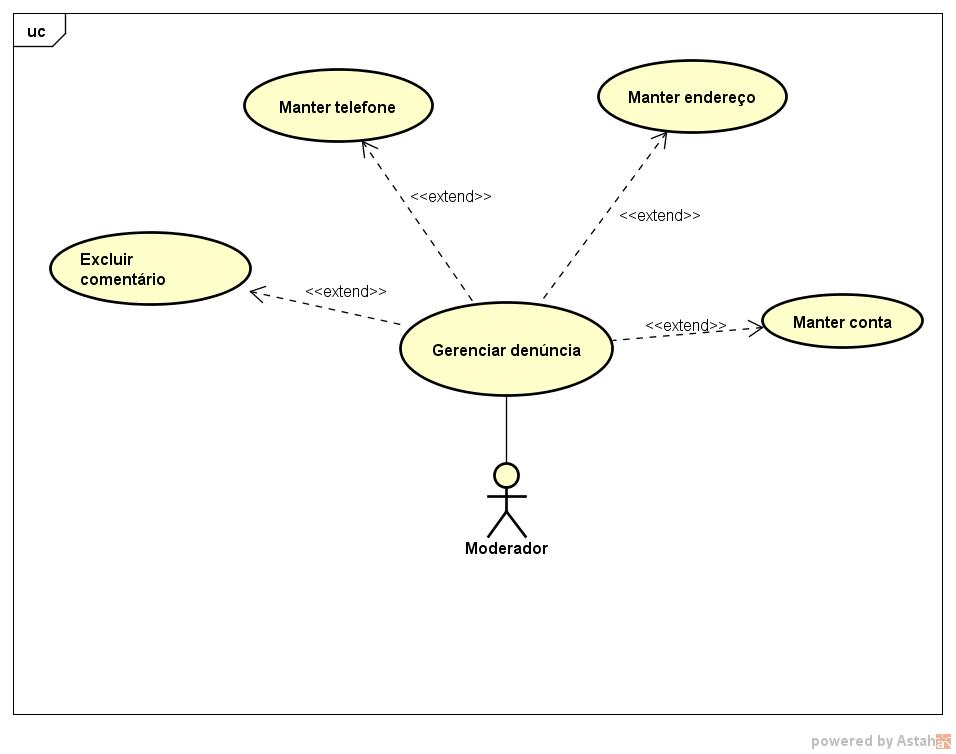 uc
Manter telefone
Manter endereço
<<extend>>
<<extend>>
Excluir
comentário
<<extend>>
<<extend>>
Manter conta
Gerenciar denúncia
Moderador
powered by Astah